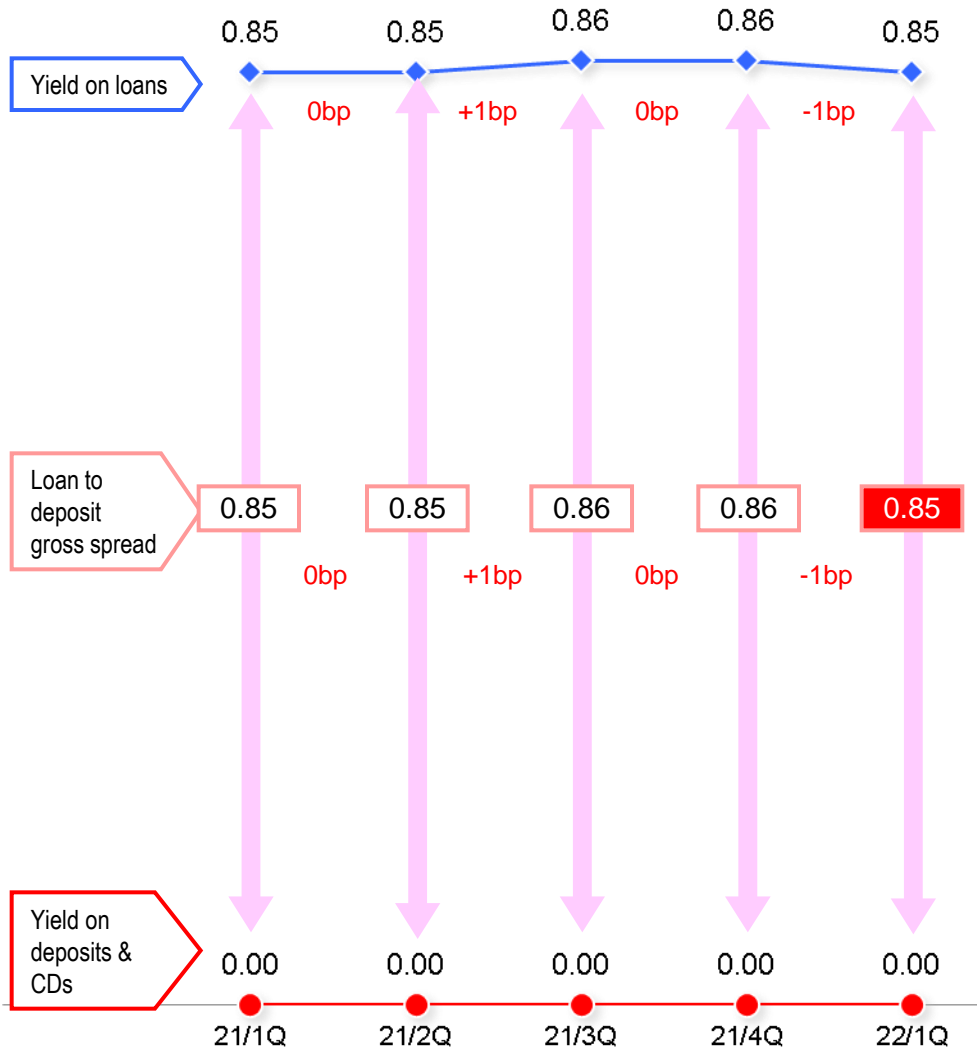 0.85 0.85 0.86 0.86 0.85
Yield on loans
0bp +1bp 0bp -1bp
Loan to
deposit
gross spread
0.85 0.85 0.86 0.86 0.85
0bp +1bp 0bp -1bp
Yield on
deposits &
CDs
0.00 0.00 0.00 0.00 0.00
21/1Q 21/2Q 21/3Q 21/4Q 22/1Q